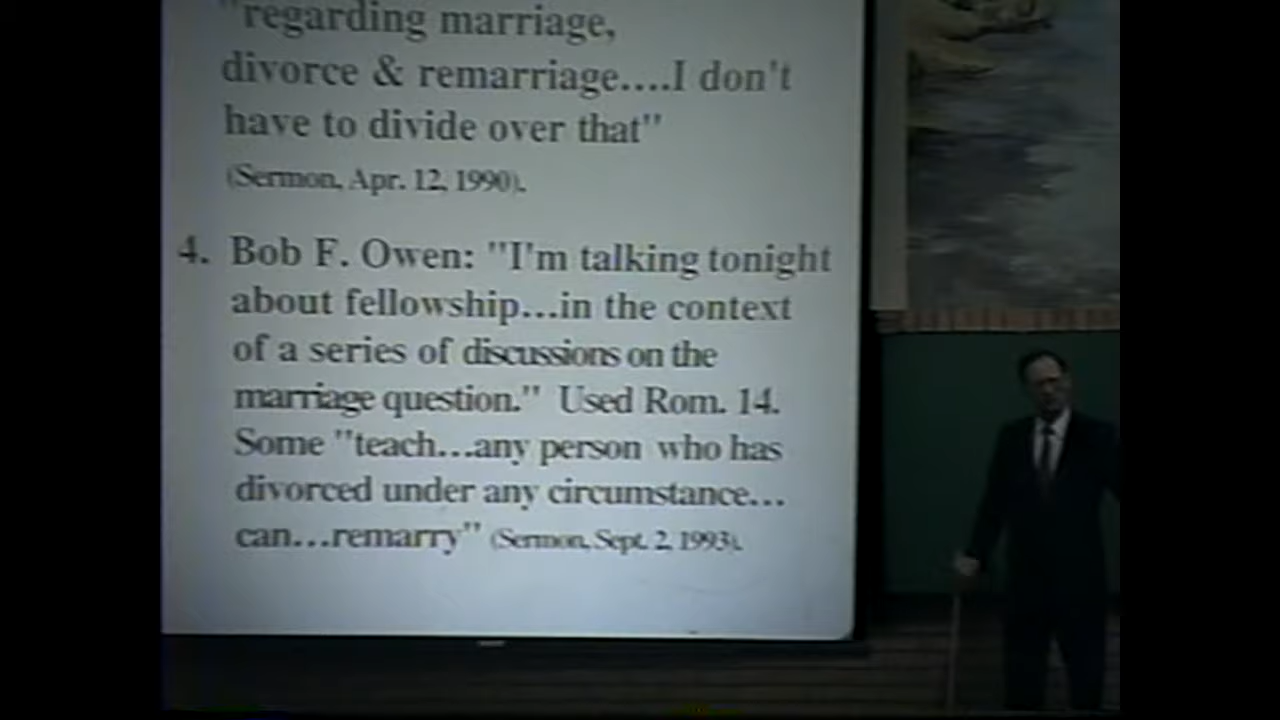 "regarding marriage,
divorce & remarriage....I don't
have to divide over that"
(Sermon, Apr. 12, 1990).
4. Bob F. Owen: "I'm talking tonight
about fellowship...in the context
of a series of discussions on the
marriage question." Used Rom. 14.
Some "teach...any person who has
divorced under any circumstance...
can...remarry" (Sermon, Sept. 2, 1993).